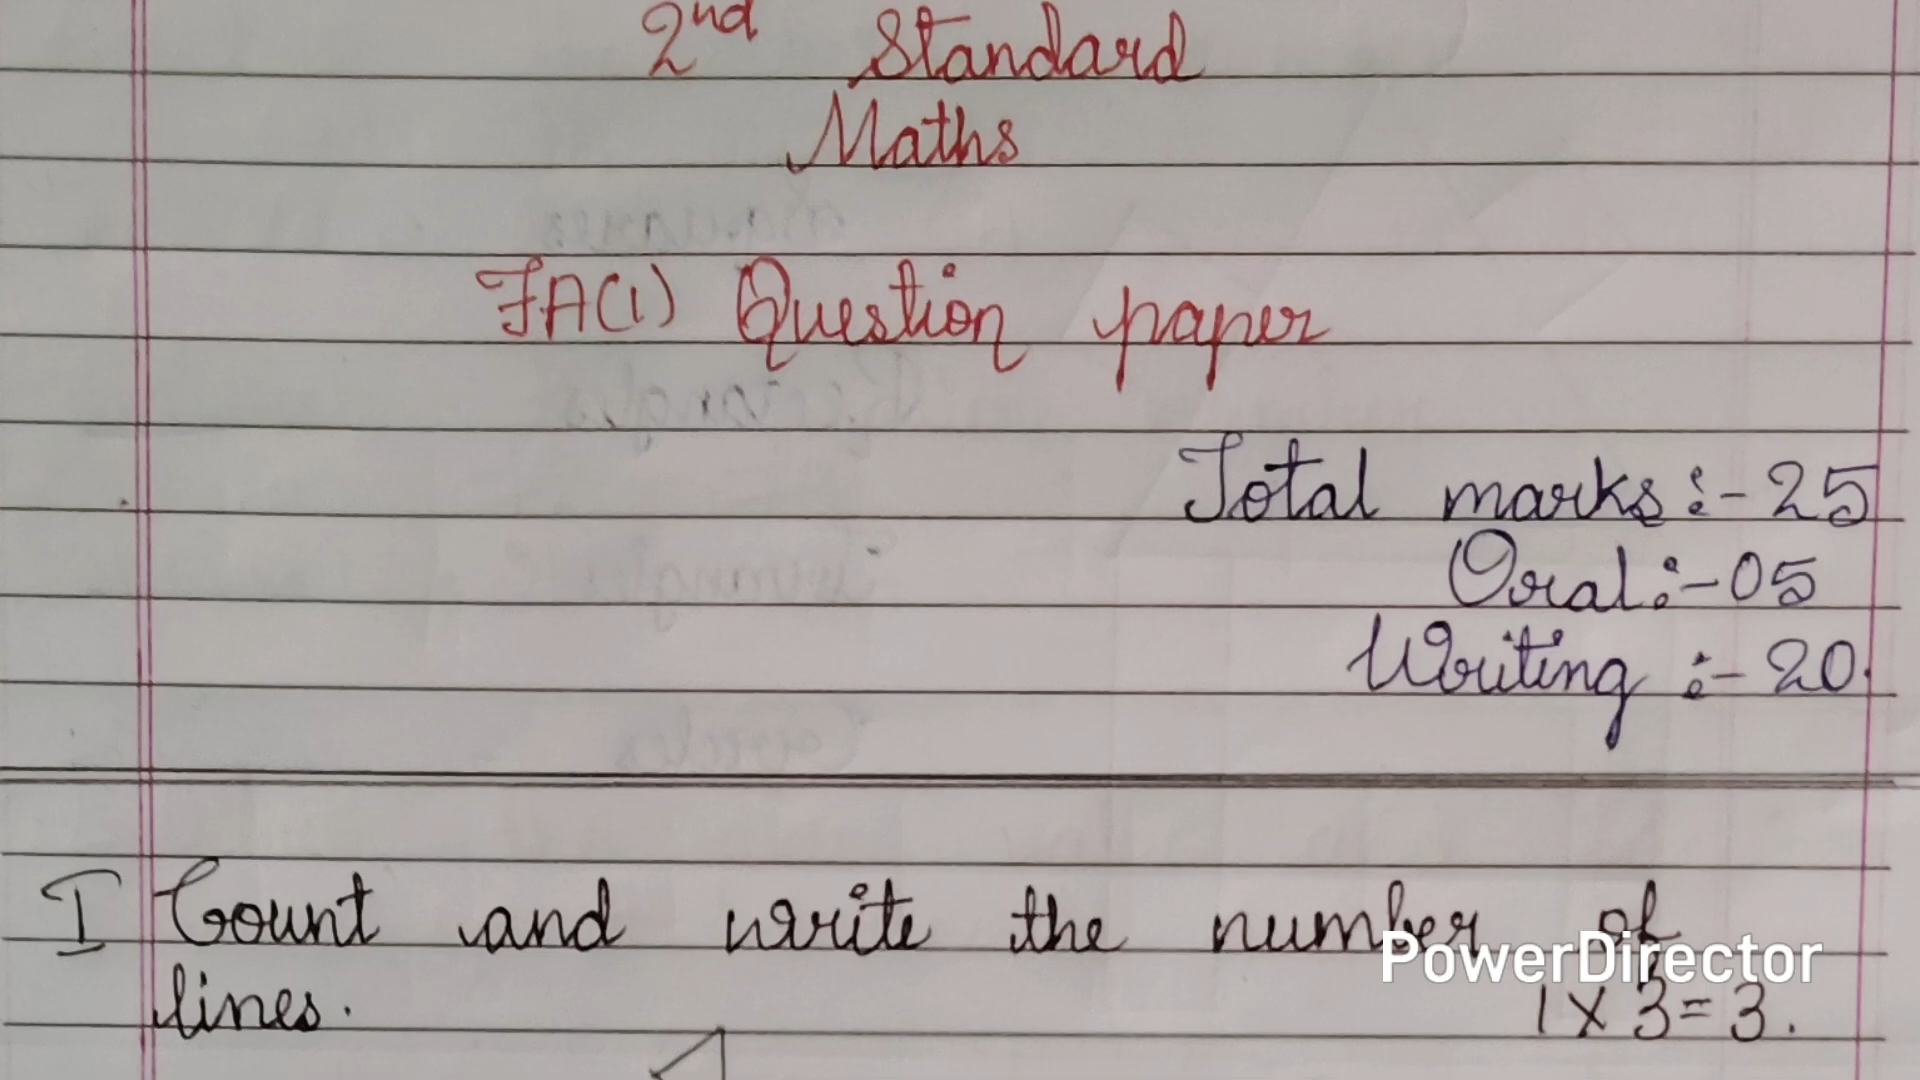 2nd Standard
Maths
FA(1) Question paper
Total marks :- 25
Oral :- 05
Writing :- 20.
I Count and write the number of
lines. 1 x 3 = 3.
PowerDirector